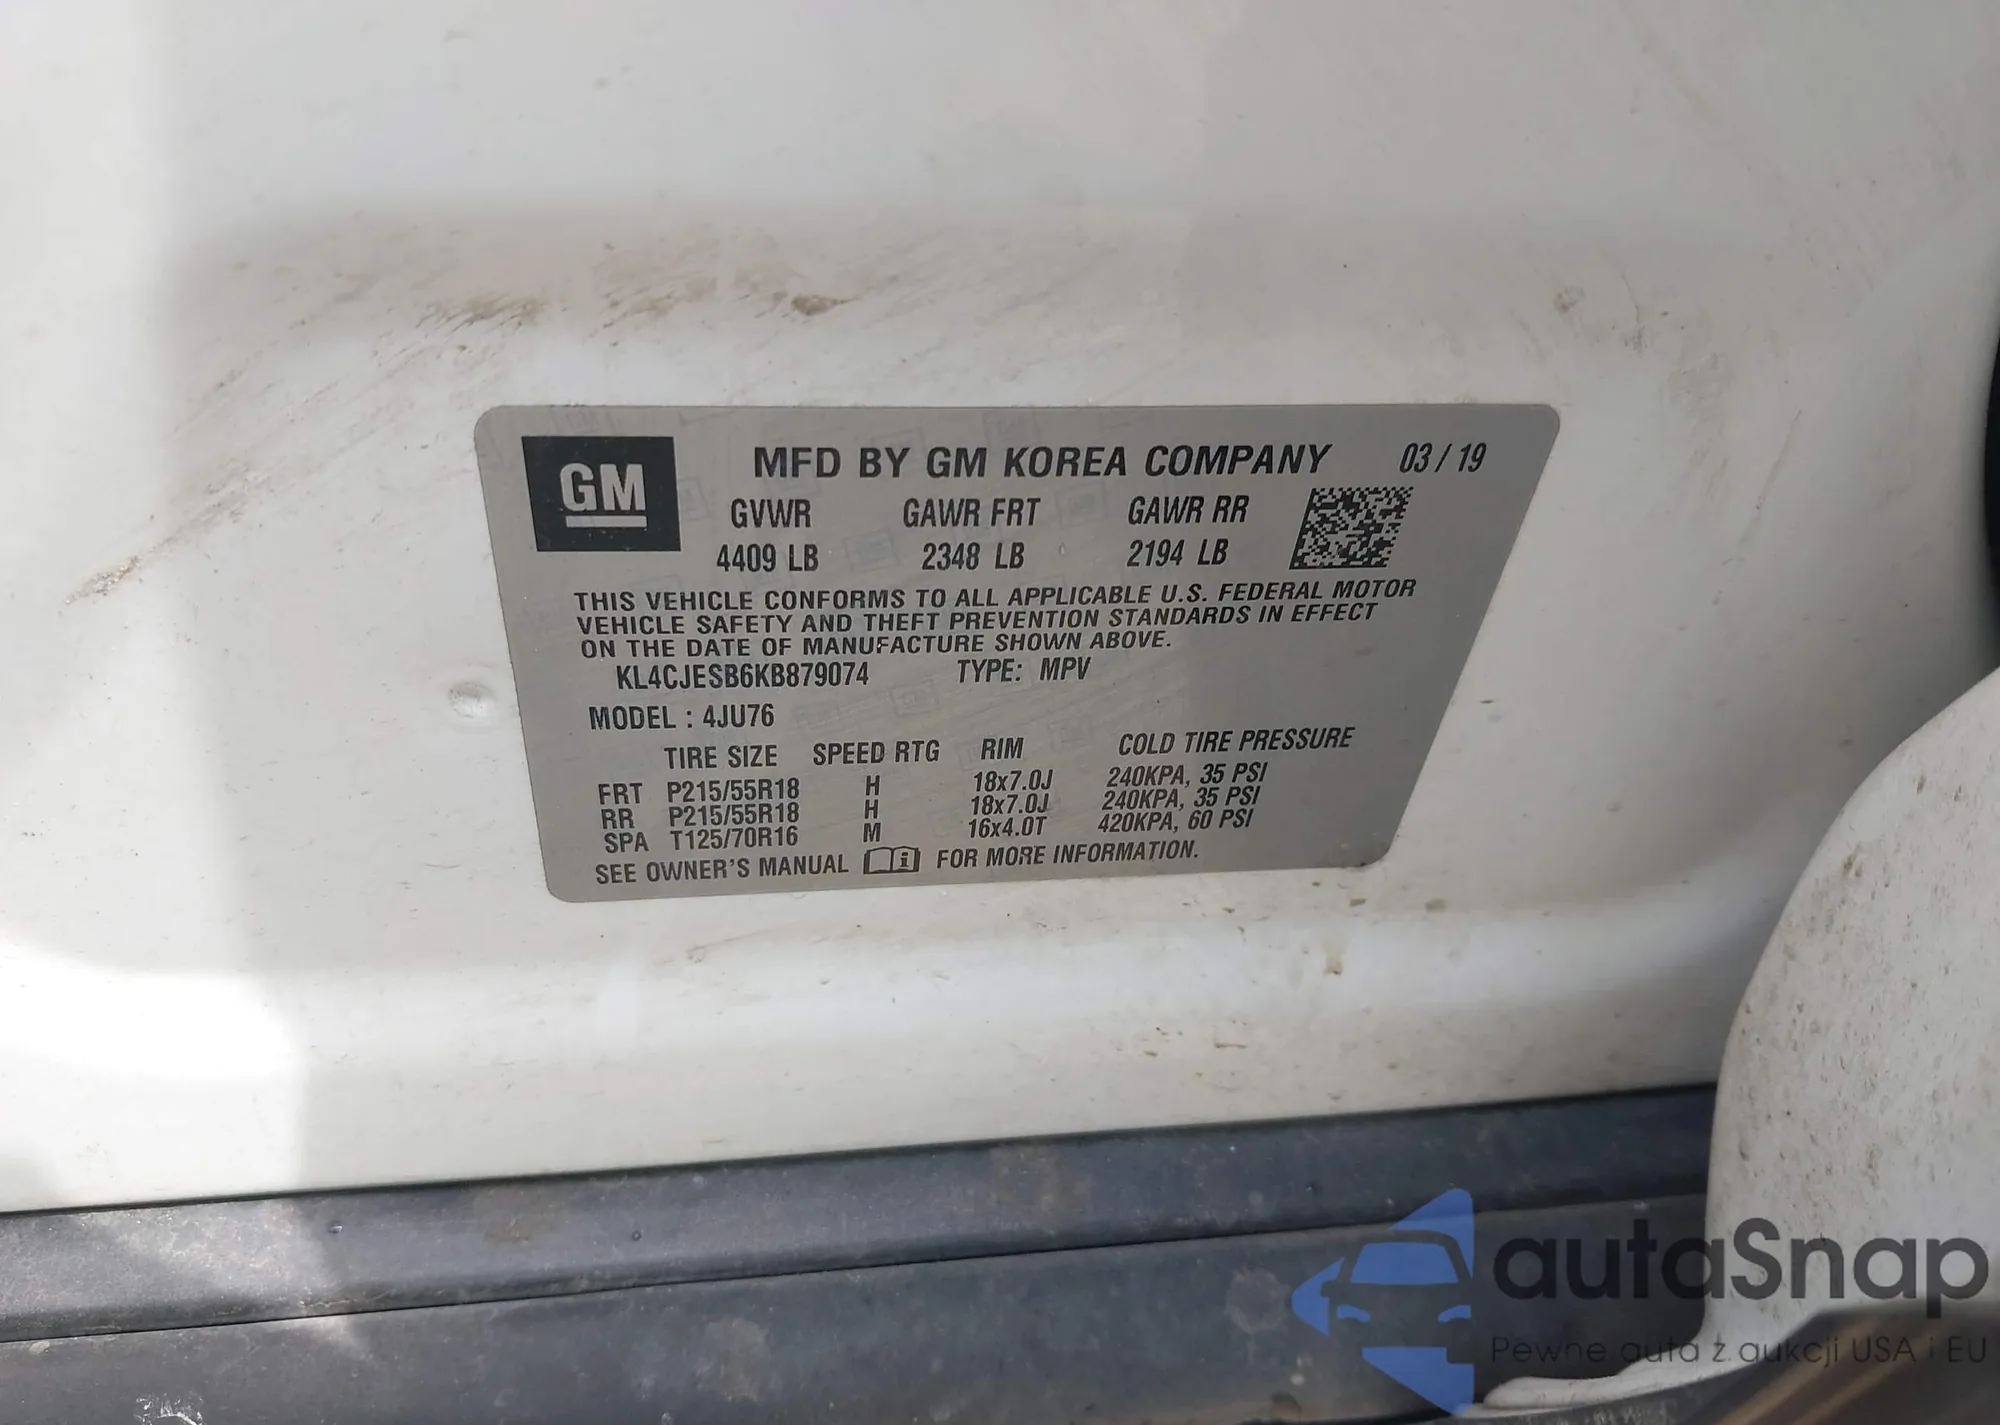 GM
MFD BY GM KOREA COMPANY 03 / 19
GVWR GAWR FRT GAWR RR
4409 LB 2348 LB 2194 LB
THIS VEHICLE CONFORMS TO ALL APPLICABLE U.S. FEDERAL MOTOR
VEHICLE SAFETY AND THEFT PREVENTION STANDARDS IN EFFECT
ON THE DATE OF MANUFACTURE SHOWN ABOVE.
KL4CJESB6KB879074 TYPE: MPV
MODEL : 4JU76
TIRE SIZE SPEED RTG RIM COLD TIRE PRESSURE
FRT P215/55R18 H 18x7.0J 240KPA, 35 PSI
RR P215/55R18 H 18x7.0J 240KPA, 35 PSI
SPA T125/70R16 M 16x4.0T 420KPA, 60 PSI
SEE OWNER'S MANUAL i FOR MORE INFORMATION.
autaSnap
Pewne auta z aukcji USA i EU